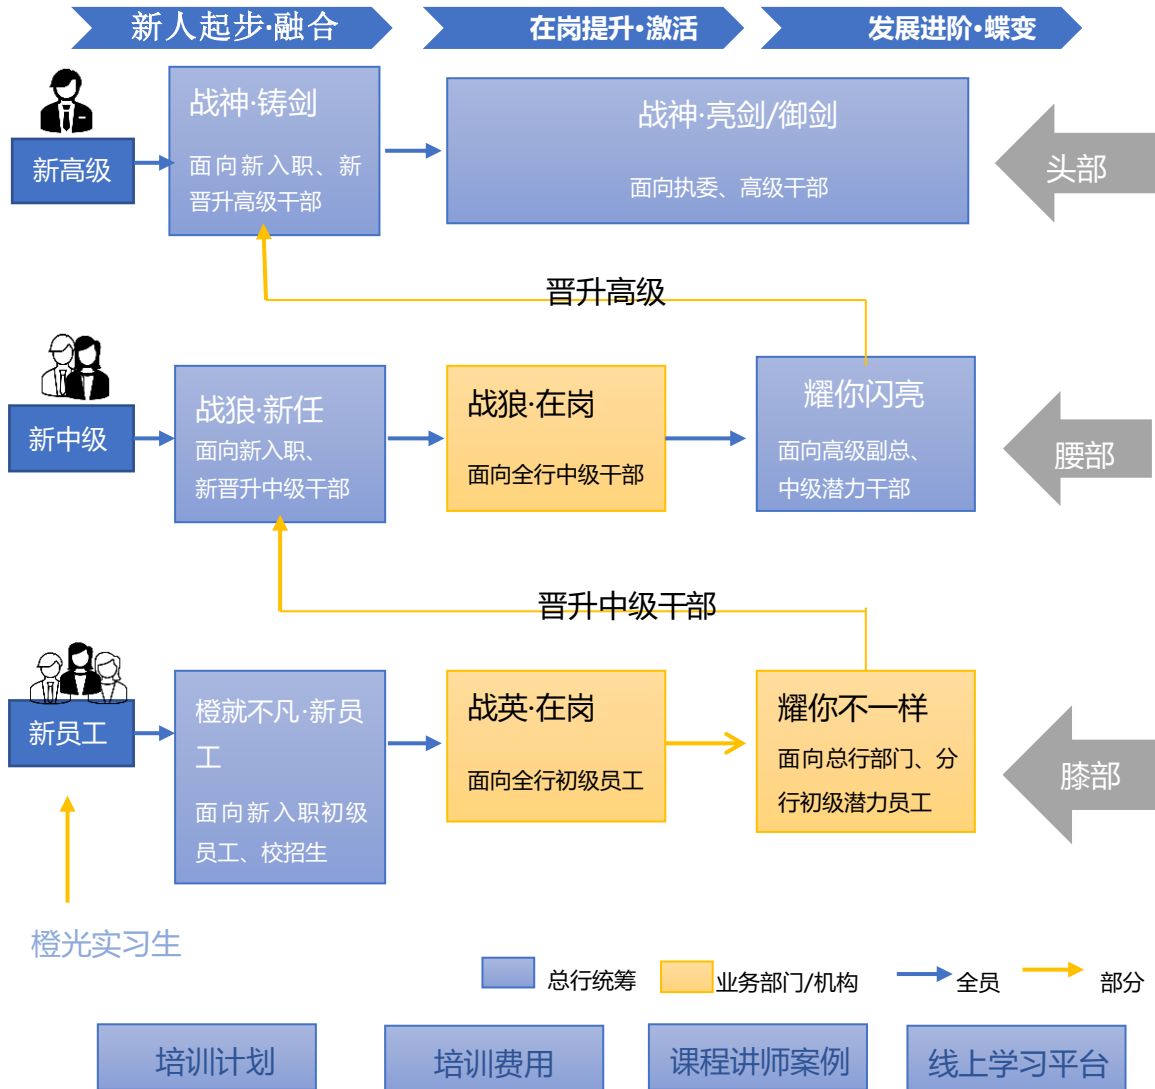 新人起步·融合
在岗提升•激活
发展进阶•蝶变
新高级
战神·铸剑
面向新入职、新
晋升高级干部
战神·亮剑/御剑
面向执委、高级干部
头部
晋升高级
新中级
战狼·新任
面向新入职、
新晋升中级干部
战狼·在岗
面向全行中级干部
耀你闪亮
面向高级副总、
中级潜力干部
腰部
晋升中级干部
新员工
橙就不凡·新员
工
面向新入职初级
员工、校招生
战英·在岗
面向全行初级员工
耀你不一样
面向总行部门、分
行初级潜力员工
膝部
橙光实习生
总行统筹
业务部门/机构
全员
部分
培训计划
培训费用
课程讲师案例
线上学习平台